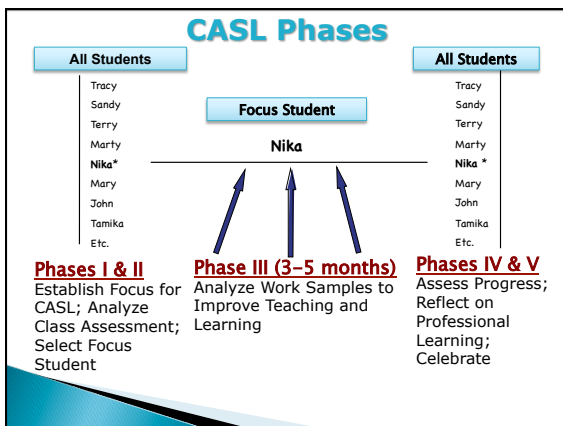 CASL Phases
All Students
Tracy
Sandy
Terry
Marty
Nika*
Mary
John
Tamika
Etc.
Phases I & II
Establish Focus for
CASL; Analyze
Class Assessment;
Select Focus
Student
Focus Student
Nika
Phase III (3-5 months)
Analyze Work Samples to
Improve Teaching and
Learning
All Students
Tracy
Sandy
Terry
Marty
Nika *
Mary
John
Tamika
Etc.
Phases IV & V
Assess Progress;
Reflect on
Professional
Learning;
Celebrate